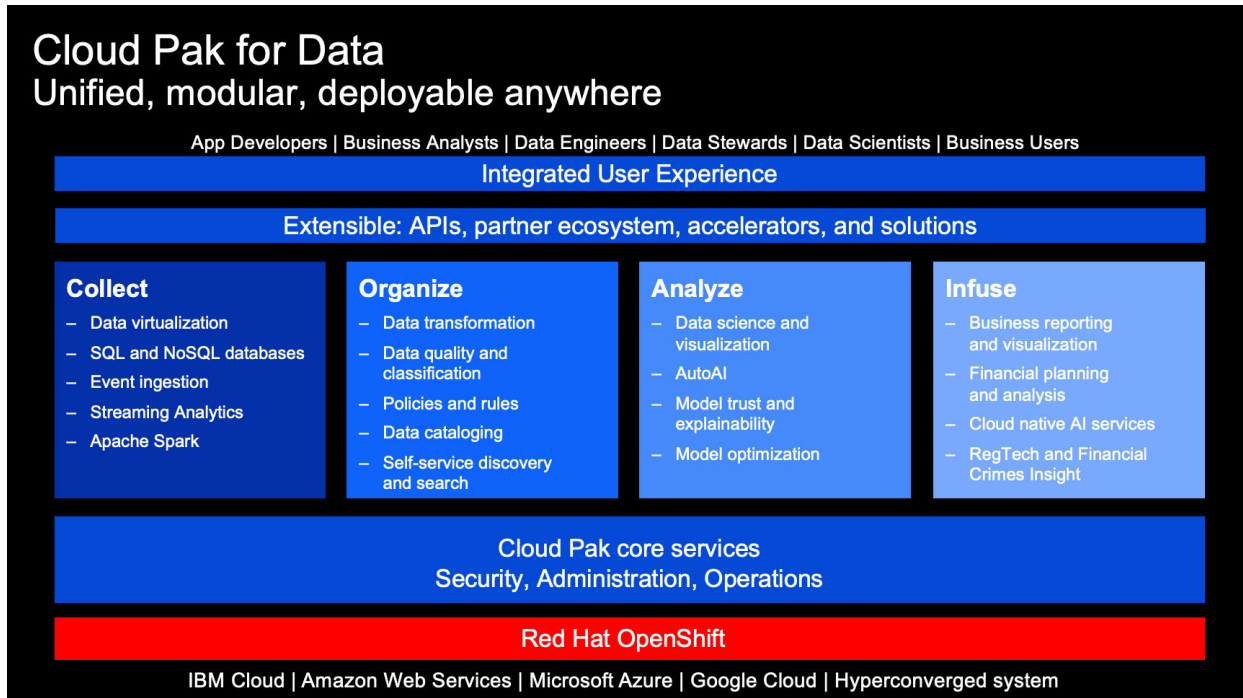 Cloud Pak for Data
Unified, modular, deployable anywhere
App Developers | Business Analysts | Data Engineers | Data Stewards | Data Scientists | Business Users
Integrated User Experience
Extensible: APIs, partner ecosystem, accelerators, and solutions
Collect
– Data virtualization
– SQL and NoSQL databases
– Event ingestion
– Streaming Analytics
– Apache Spark
Organize
– Data transformation
– Data quality and
classification
– Policies and rules
– Data cataloging
– Self-service discovery
and search
Analyze
– Data science and
visualization
– AutoAI
– Model trust and
explainability
– Model optimization
Infuse
– Business reporting
and visualization
– Financial planning
and analysis
– Cloud native AI services
– RegTech and Financial
Crimes Insight
Cloud Pak core services
Security, Administration, Operations
Red Hat OpenShift
IBM Cloud | Amazon Web Services | Microsoft Azure | Google Cloud | Hyperconverged system